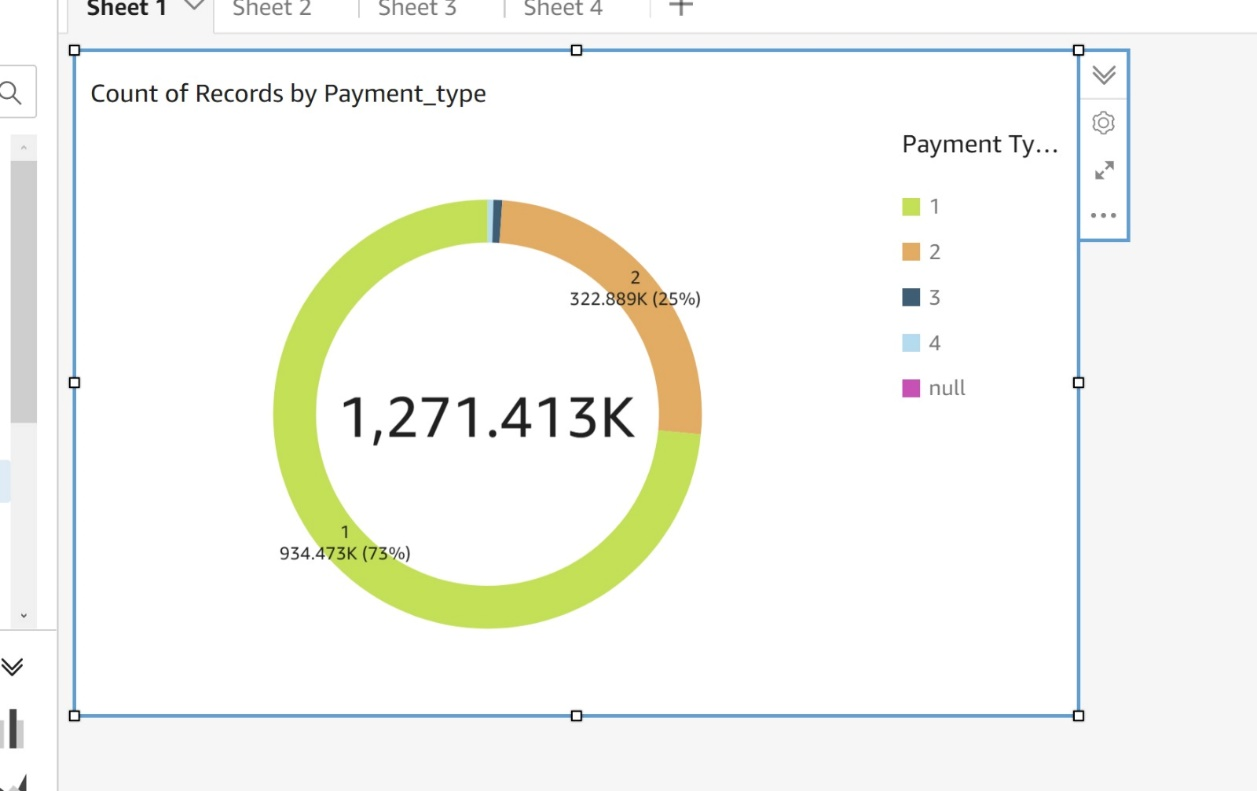 Sheet 1
Sheet 2
Sheet 3
Sheet 4
Count of Records by Payment_type
Payment Ty...
1
2
3
4
null
2
322.889K (25%)
1,271.413K
1
934.473K (73%)